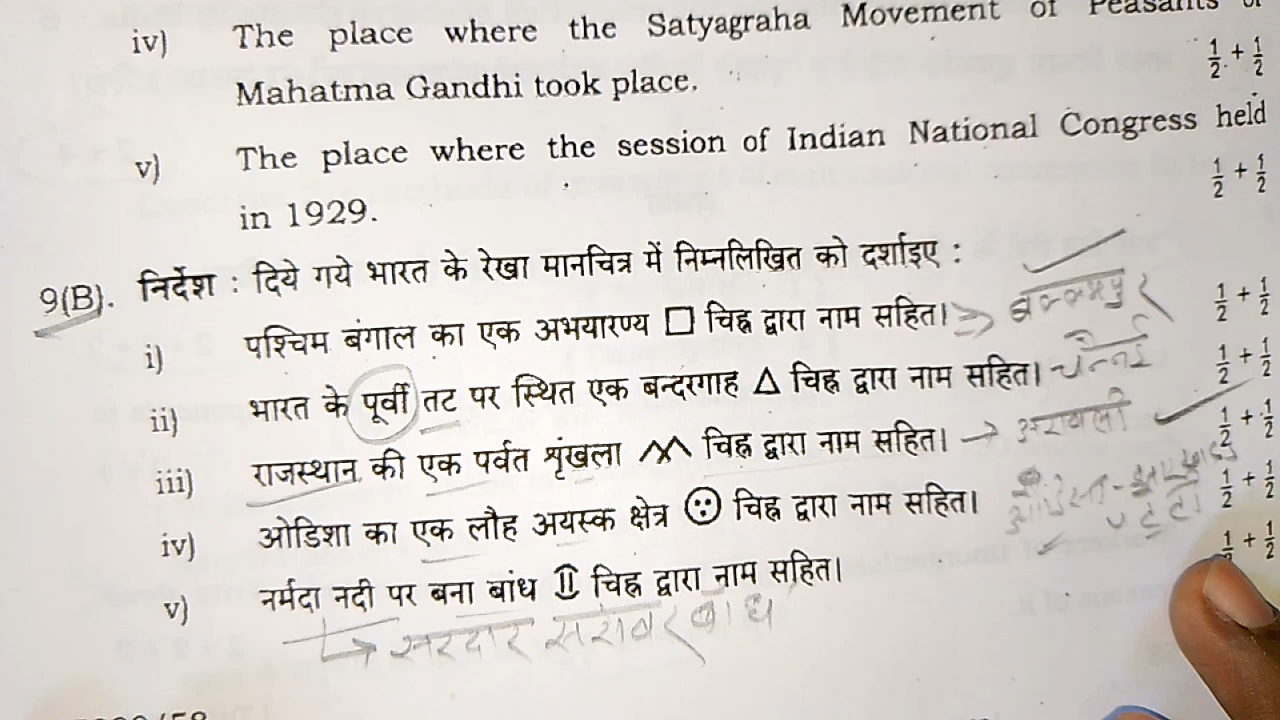 iv) The place where the Satyagraha Movement of Peasants of
Mahatma Gandhi took place. 1/2 + 1/2
v) The place where the session of Indian National Congress held
in 1929. 1/2 + 1/2
9(B). निर्देश : दिये गये भारत के रेखा मानचित्र में निम्नलिखित को दर्शाइए :
i) पश्चिम बंगाल का एक अभयारण्य □ चिह्न द्वारा नाम सहित। 1/2 + 1/2
ii) भारत के पूर्वी तट पर स्थित एक बन्दरगाह Δ चिह्न द्वारा नाम सहित। चेन्नई 1/2 + 1/2
iii) राजस्थान की एक पर्वत शृंखला चिह्न द्वारा नाम सहित। → अरावली 1/2 + 1/2
iv) ओडिशा का एक लौह अयस्क क्षेत्र चिह्न द्वारा नाम सहित। 1/2 + 1/2
v) नर्मदा नदी पर बना बांध चिह्न द्वारा नाम सहित। 1/2 + 1/2
→ सरदार सरोवर बांध